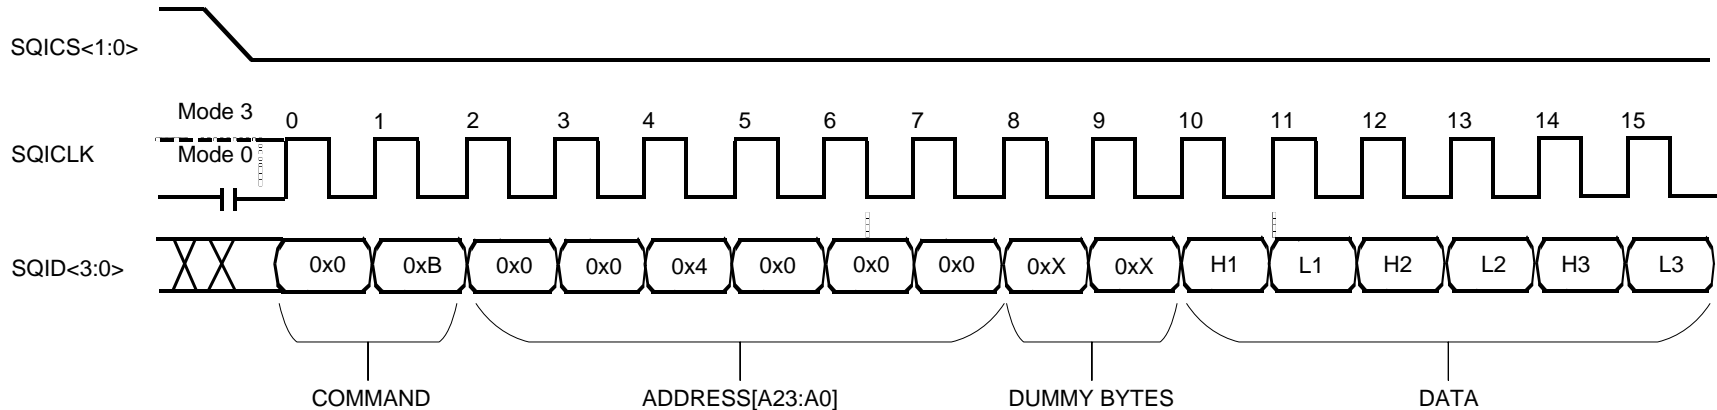 SQICS<1:0>
Mode 3
0 1 2 3 4 5 6 7 8 9 10 11 12 13 14 15
SQICLK
Mode 0
SQID<3:0>
0x0 0xB 0x0 0x0 0x4 0x0 0x0 0x0 0xX 0xX H1 L1 H2 L2 H3 L3
COMMAND ADDRESS[A23:A0] DUMMY BYTES DATA